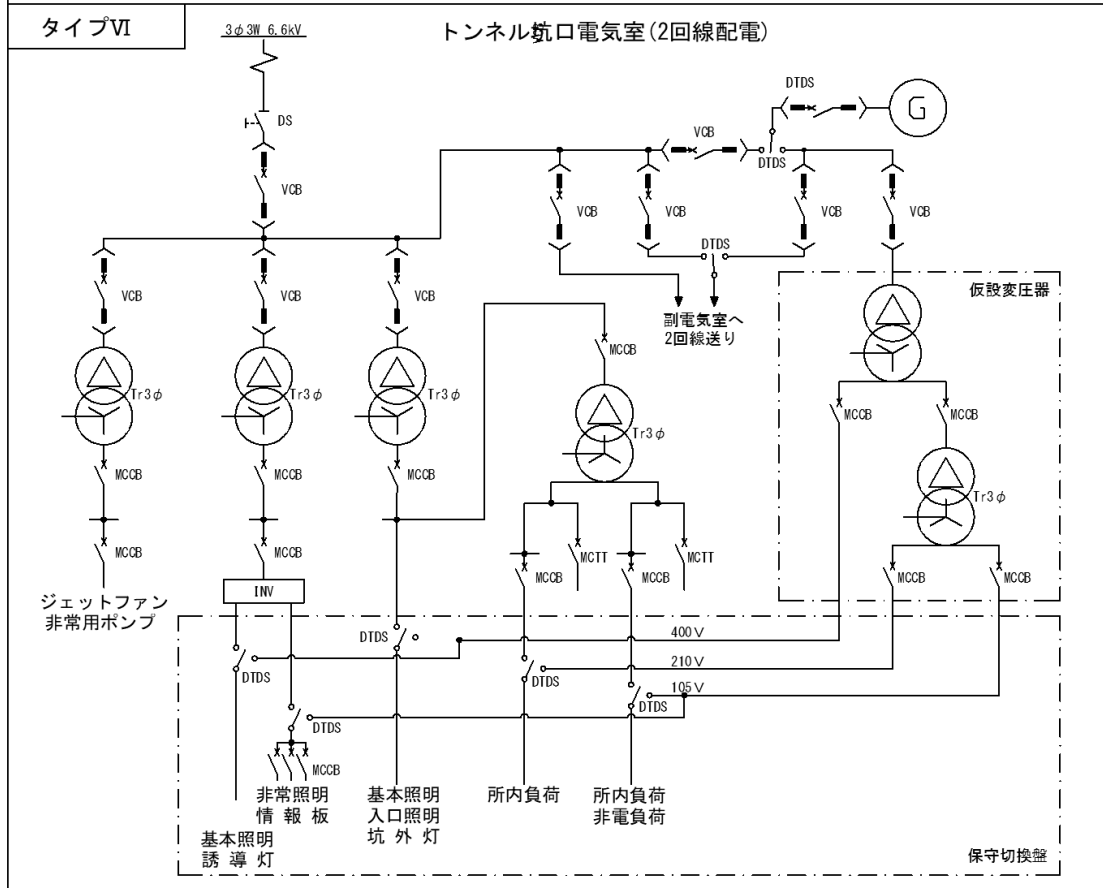 タイプⅥ
3φ3W 6.6kV
トンネル坑口電気室(2回線配電)
DTDS
G
DS
VCB
DTDS
VCB
VCB
VCB
VCB
VCB
DTDS
VCB
VCB
VCB
仮設変圧器
副電気室へ
2回線送り
MCCB
Tr3φ
Tr3φ
Tr3φ
MCCB
MCCB
Tr3φ
MCCB
MCCB
MCCB
Tr3φ
MCCB
MCCB
MCTT
MCTT
MCCB
MCCB
MCCB
MCCB
INV
ジェットファン
非常用ポンプ
DTDS
400V
210V
DTDS
DTDS
105V
DTDS
DTDS
MCCB
非常照明
情報板
基本照明
入口照明
坑外灯
所内負荷
所内負荷
非電負荷
基本照明
誘導灯
保守切換盤